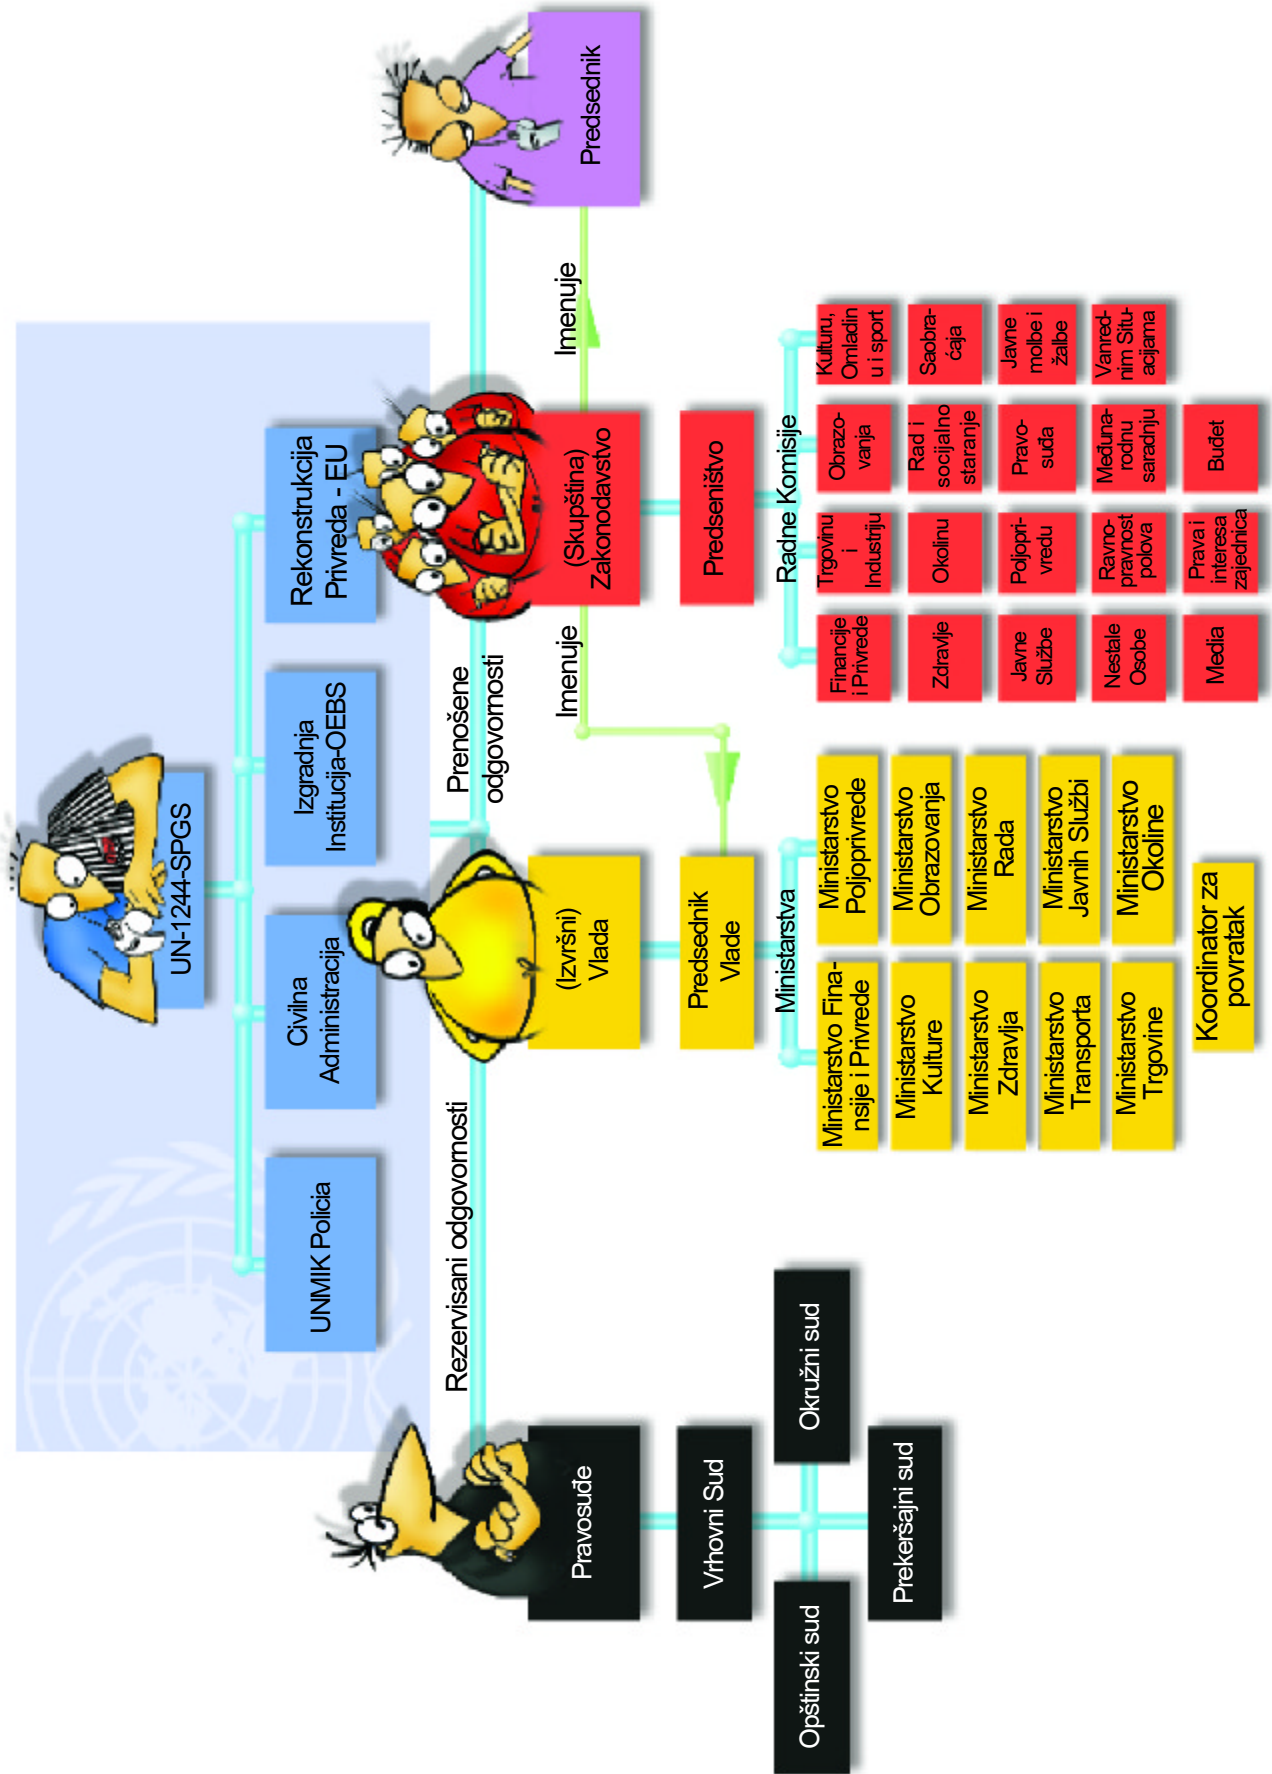 UN-1244-SPGS
UNMIK Policia
Civilna
Administracija
Izgradnja
Institucija-OEBS
Rekonstrukcija
Privreda - EU
Rezervisani odgovornosti
Prenošene
odgovornosti
Pravosuđe
(Izvršni)
Vlada
Imenuje
(Skupština)
Zakonodavstvo
Imenuje
Predsednik
Vrhovni Sud
Predsednik
Vlade
Predseništvo
Opštinski sud
Okružni sud
Prekeršajni sud
Ministarstva
Ministarstvo Fina-
nsije i Privrede
Ministarstvo
Poljoprivrede
Ministarstvo
Kulture
Ministarstvo
Obrazovanja
Ministarstvo
Zdravlja
Ministarstvo
Rada
Ministarstvo
Transporta
Ministarstvo
Javnih Službi
Ministarstvo
Trgovine
Ministarstvo
Okoline
Koordinator za
povratak
Radne Komisije
Financije
i Privrede
Trgovinu
i
Industriju
Obrazo-
vanja
Kulturu,
Omladin
u i sport
Zdravlje
Okolinu
Rad i
socijalno
staranje
Saobra-
ćaja
Javne
Službe
Poljopri-
vredu
Pravo-
suđa
Javne
molbe i
žalbe
Nestale
Osobe
Ravno-
pravnost
polova
Međuna-
rodnu
saradnju
Vanred-
nim Situ-
acijama
Media
Prava i
interesa
zajednica
Buđet